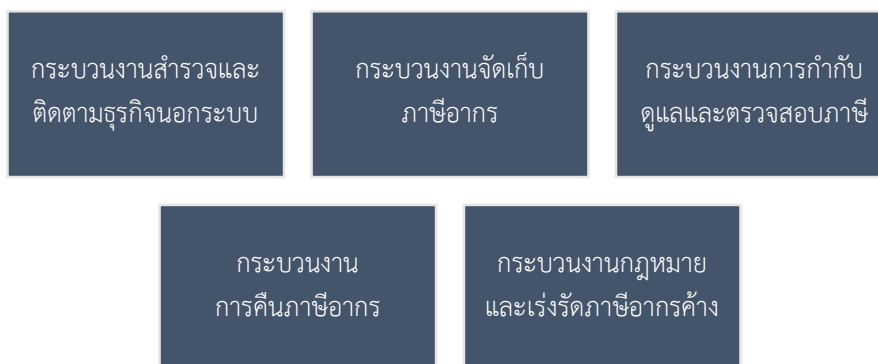 กระบวนงานสำรวจและ
ติดตามธุรกิจนอกระบบ
กระบวนงานจัดเก็บ
ภาษีอากร
กระบวนงานการกำกับ
ดูแลและตรวจสอบภาษี
กระบวนงาน
การคืนภาษีอากร
กระบวนงานกฎหมาย
และเร่งรัดภาษีอากรค้าง